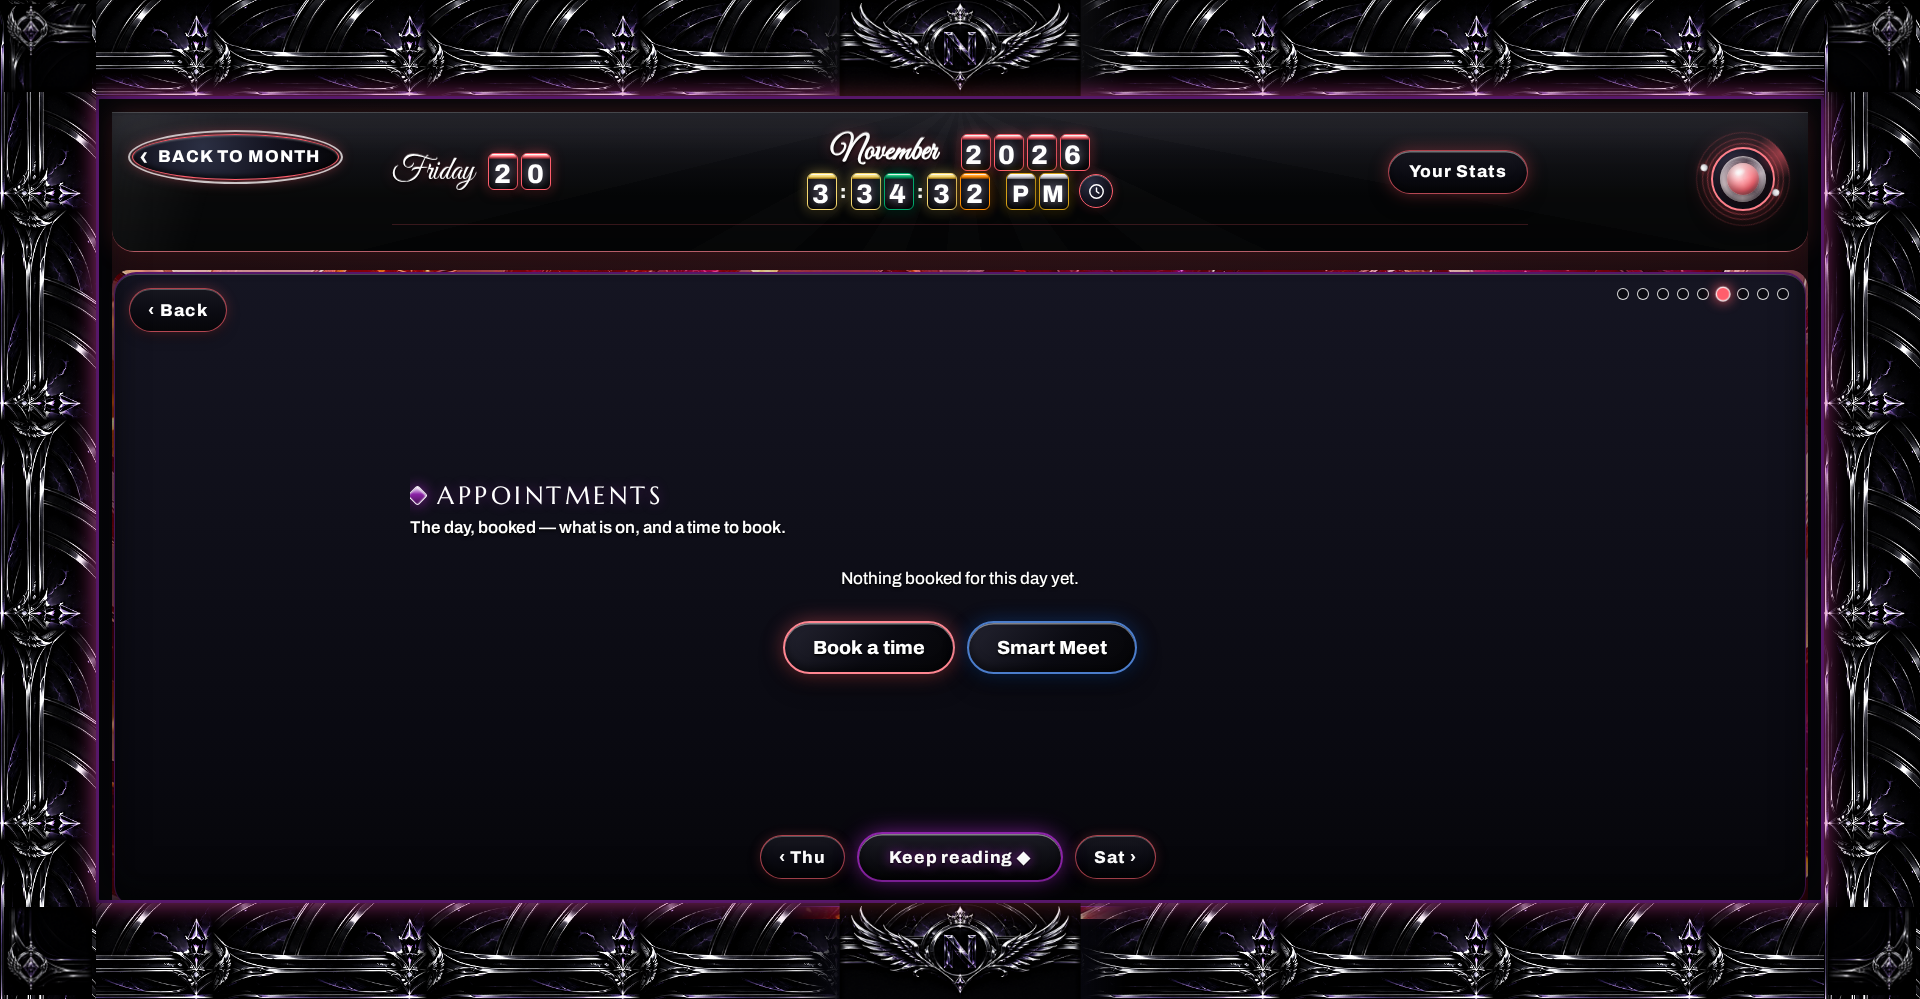 ‹ BACK TO MONTH
Friday 20
November 2026
3:34:32 PM
Your Stats
‹ Back
APPOINTMENTS
The day, booked — what is on, and a time to book.
Nothing booked for this day yet.
Book a time
Smart Meet
‹ Thu
Keep reading ◆
Sat ›
N
N